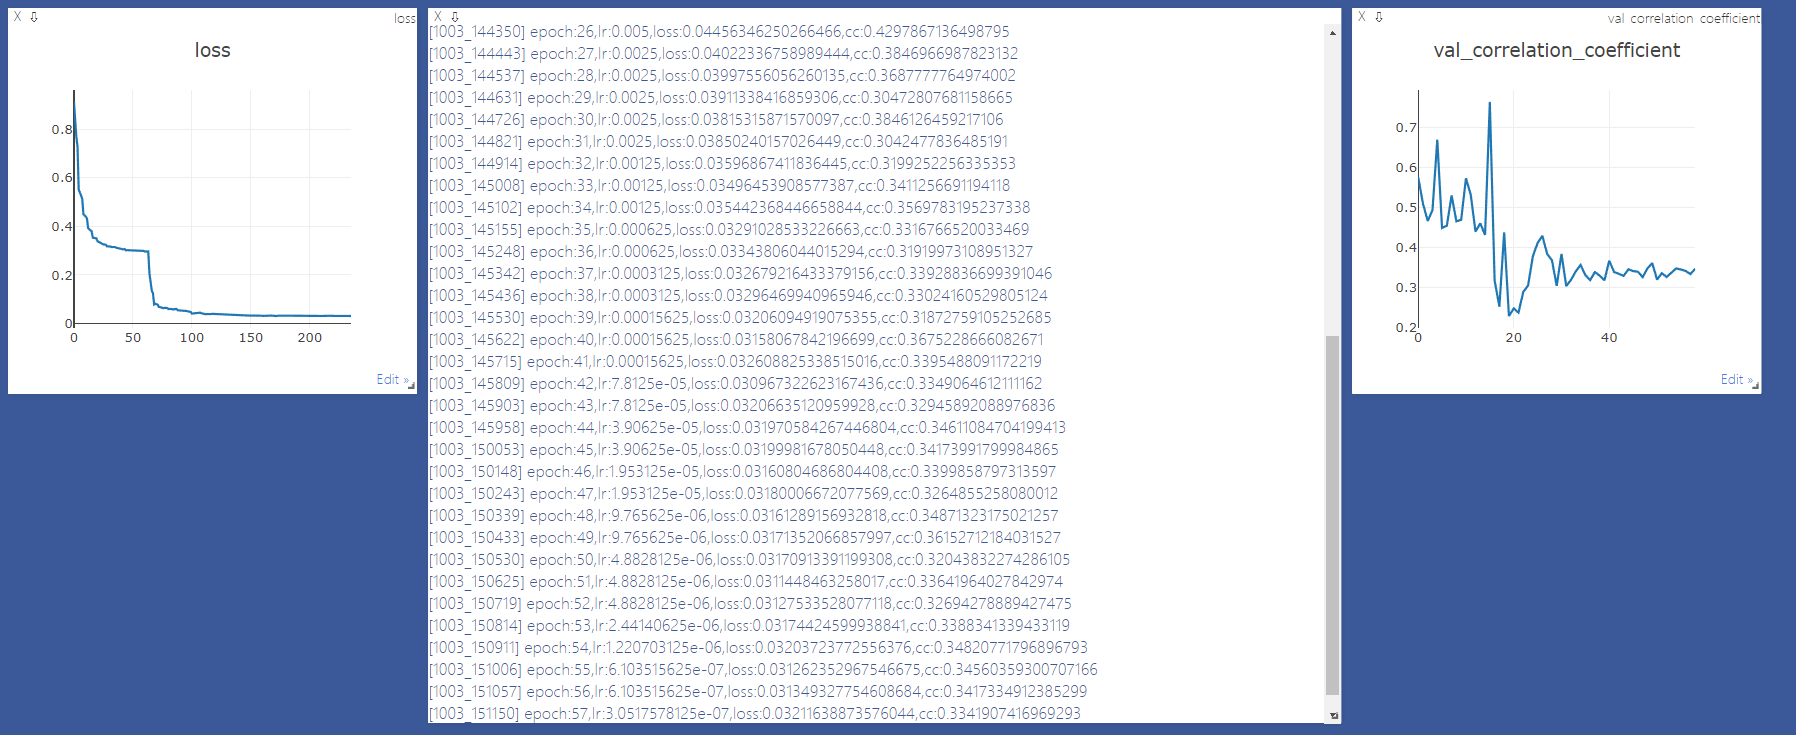 X ⇩ loss
loss
0.8
0.6
0.4
0.2
0
0 50 100 150 200
Edit »
X ⇩
[1003_144350] epoch:26,lr:0.005,loss:0.04456346250266466,cc:0.4297867136498795
[1003_144443] epoch:27,lr:0.0025,loss:0.04022336758989444,cc:0.3846966987823132
[1003_144537] epoch:28,lr:0.0025,loss:0.03997556056260135,cc:0.3687777764974002
[1003_144631] epoch:29,lr:0.0025,loss:0.03911338416859306,cc:0.30472807681158665
[1003_144726] epoch:30,lr:0.0025,loss:0.03815315871570097,cc:0.3846126459217106
[1003_144821] epoch:31,lr:0.0025,loss:0.03850240157026449,cc:0.3042477836485191
[1003_144914] epoch:32,lr:0.00125,loss:0.03596867411836445,cc:0.3199252256335353
[1003_145008] epoch:33,lr:0.00125,loss:0.03496453908577387,cc:0.3411256691194118
[1003_145102] epoch:34,lr:0.00125,loss:0.035442368446658844,cc:0.3569783195237338
[1003_145155] epoch:35,lr:0.000625,loss:0.03291028533226663,cc:0.3316766520033469
[1003_145248] epoch:36,lr:0.000625,loss:0.03343806044015294,cc:0.31919973108951327
[1003_145342] epoch:37,lr:0.0003125,loss:0.032679216433379156,cc:0.33928836699391046
[1003_145436] epoch:38,lr:0.0003125,loss:0.03296469940965946,cc:0.33024160529805124
[1003_145530] epoch:39,lr:0.00015625,loss:0.03206094919075355,cc:0.31872759105252685
[1003_145622] epoch:40,lr:0.00015625,loss:0.03158067842196699,cc:0.3675228666082671
[1003_145715] epoch:41,lr:0.00015625,loss:0.032608825338515016,cc:0.3395488091172219
[1003_145809] epoch:42,lr:7.8125e-05,loss:0.030967322623167436,cc:0.3349064612111162
[1003_145903] epoch:43,lr:7.8125e-05,loss:0.03206635120959928,cc:0.32945892088976836
[1003_145958] epoch:44,lr:3.90625e-05,loss:0.031970584267446804,cc:0.34611084704199413
[1003_150053] epoch:45,lr:3.90625e-05,loss:0.03199981678050448,cc:0.34173991799984865
[1003_150148] epoch:46,lr:1.953125e-05,loss:0.03160804686804408,cc:0.3399858797313597
[1003_150243] epoch:47,lr:1.953125e-05,loss:0.03180006672077569,cc:0.3264855258080012
[1003_150339] epoch:48,lr:9.765625e-06,loss:0.03161289156932818,cc:0.34871323175021257
[1003_150433] epoch:49,lr:9.765625e-06,loss:0.03171352066857997,cc:0.36152712184031527
[1003_150530] epoch:50,lr:4.8828125e-06,loss:0.03170913391199308,cc:0.32043832274286105
[1003_150625] epoch:51,lr:4.8828125e-06,loss:0.0311448463258017,cc:0.33641964027842974
[1003_150719] epoch:52,lr:4.8828125e-06,loss:0.03127533528077118,cc:0.32694278889427475
[1003_150814] epoch:53,lr:2.44140625e-06,loss:0.03174424599938841,cc:0.3388341339433119
[1003_150911] epoch:54,lr:1.220703125e-06,loss:0.03203723772556376,cc:0.34820771796896793
[1003_151006] epoch:55,lr:6.103515625e-07,loss:0.031262352967546675,cc:0.34560359300707166
[1003_151057] epoch:56,lr:6.103515625e-07,loss:0.031349327754608684,cc:0.3417334912385299
[1003_151150] epoch:57,lr:3.0517578125e-07,loss:0.03211638873576044,cc:0.3341907416969293
X ⇩ val_correlation_coefficient
val_correlation_coefficient
0.7
0.6
0.5
0.4
0.3
0.2
0 20 40
Edit »